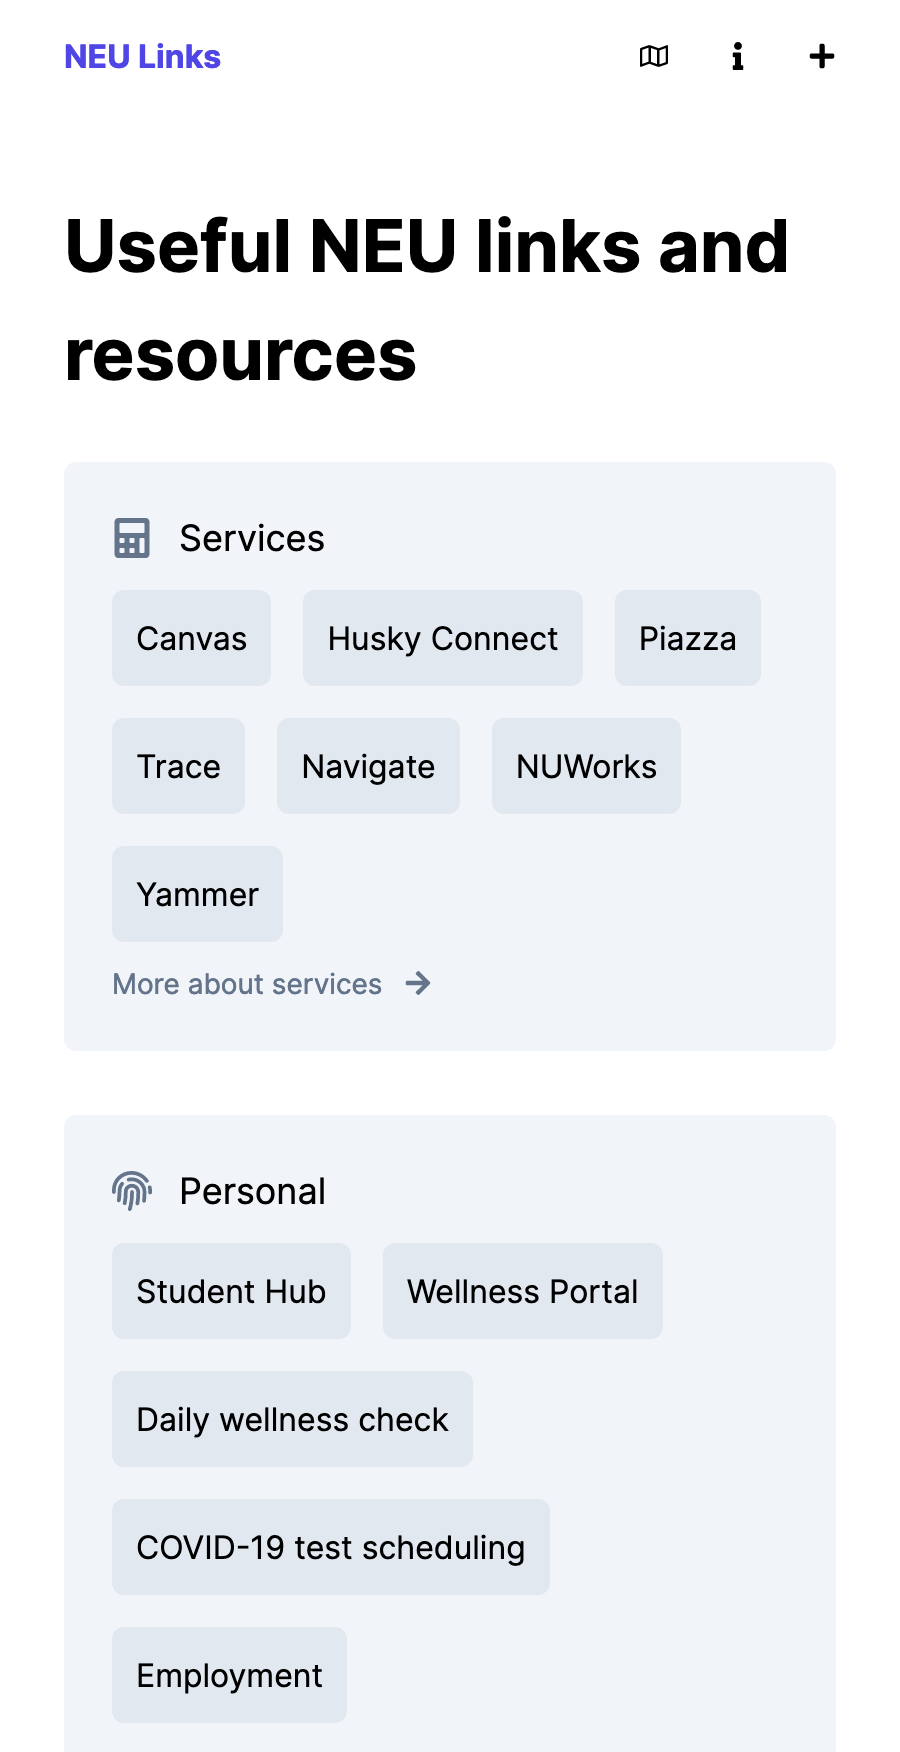 NEU Links
Useful NEU links and
resources
Services
Canvas Husky Connect Piazza
Trace Navigate NUWorks
Yammer
More about services
Personal
Student Hub Wellness Portal
Daily wellness check
COVID-19 test scheduling
Employment